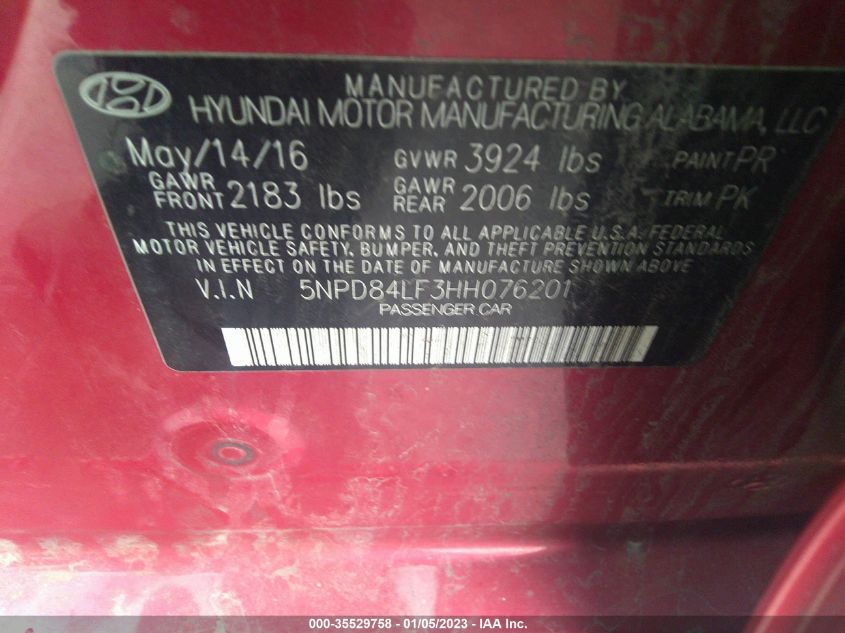 MANUFACTURED BY
HYUNDAI MOTOR MANUFACTURING ALABAMA, LLC
May/14/16 GVWR 3924 lbs PAINT PR
GAWR FRONT 2183 lbs GAWR REAR 2006 lbs TRIM PK
THIS VEHICLE CONFORMS TO ALL APPLICABLE U.S.A. FEDERAL
MOTOR VEHICLE SAFETY, BUMPER, AND THEFT PREVENTION STANDARDS
IN EFFECT ON THE DATE OF MANUFACTURE SHOWN ABOVE
V.I.N 5NPD84LF3HH076201
PASSENGER CAR
000-35529758 - 01/05/2023 - IAA Inc.